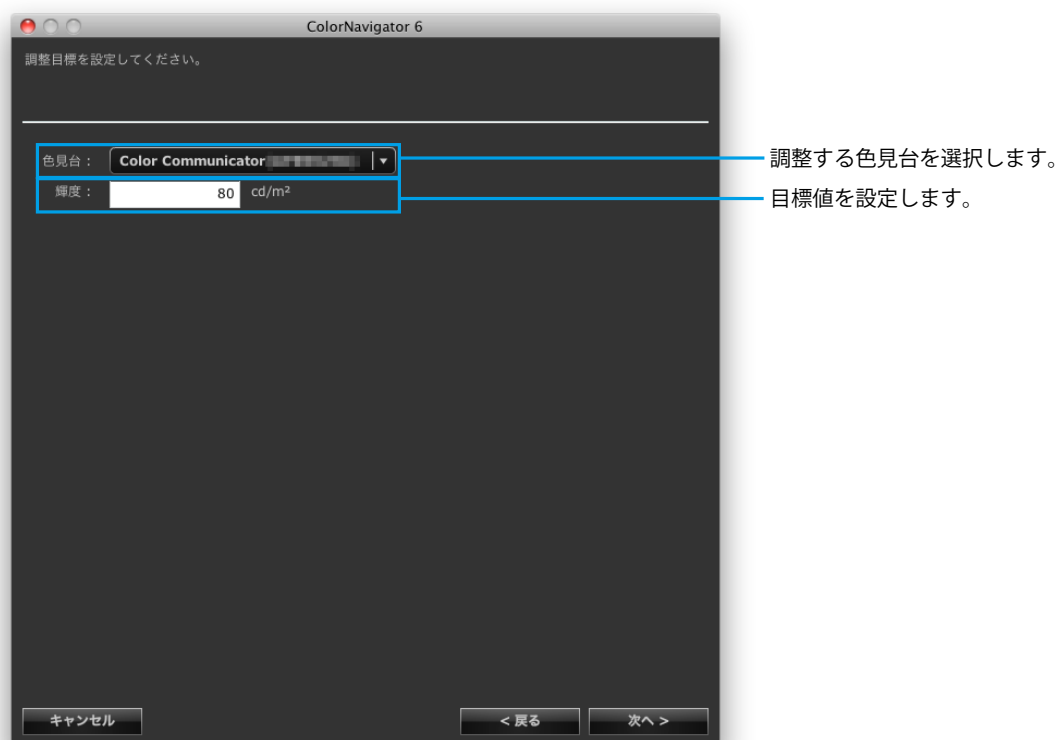 ColorNavigator 6
調整目標を設定してください。
色見台： Color Communicator
調整する色見台を選択します。
輝度： 80 cd/m²
目標値を設定します。
キャンセル
< 戻る
次へ >